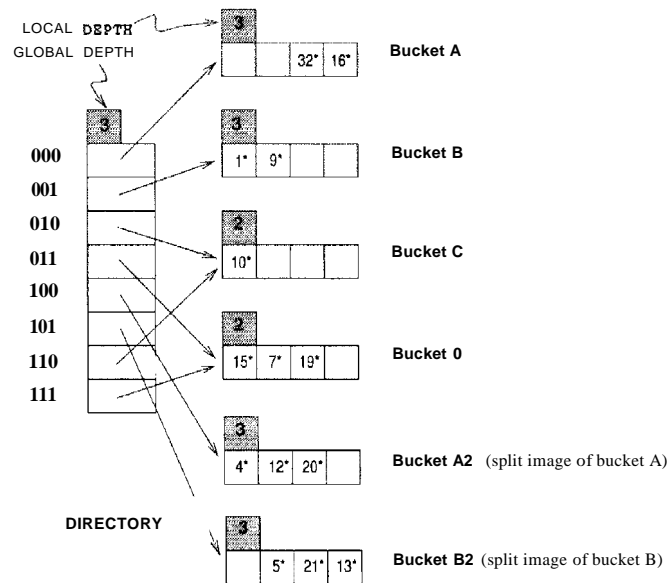 LOCAL DEPTH
GLOBAL DEPTH
3
32* 16*
Bucket A
3
000
001
010
011
100
101
110
111
3
1* 9*
Bucket B
2
10*
Bucket C
2
15* 7* 19*
Bucket 0
3
4* 12* 20*
Bucket A2 (split image of bucket A)
DIRECTORY
3
5* 21* 13*
Bucket B2 (split image of bucket B)